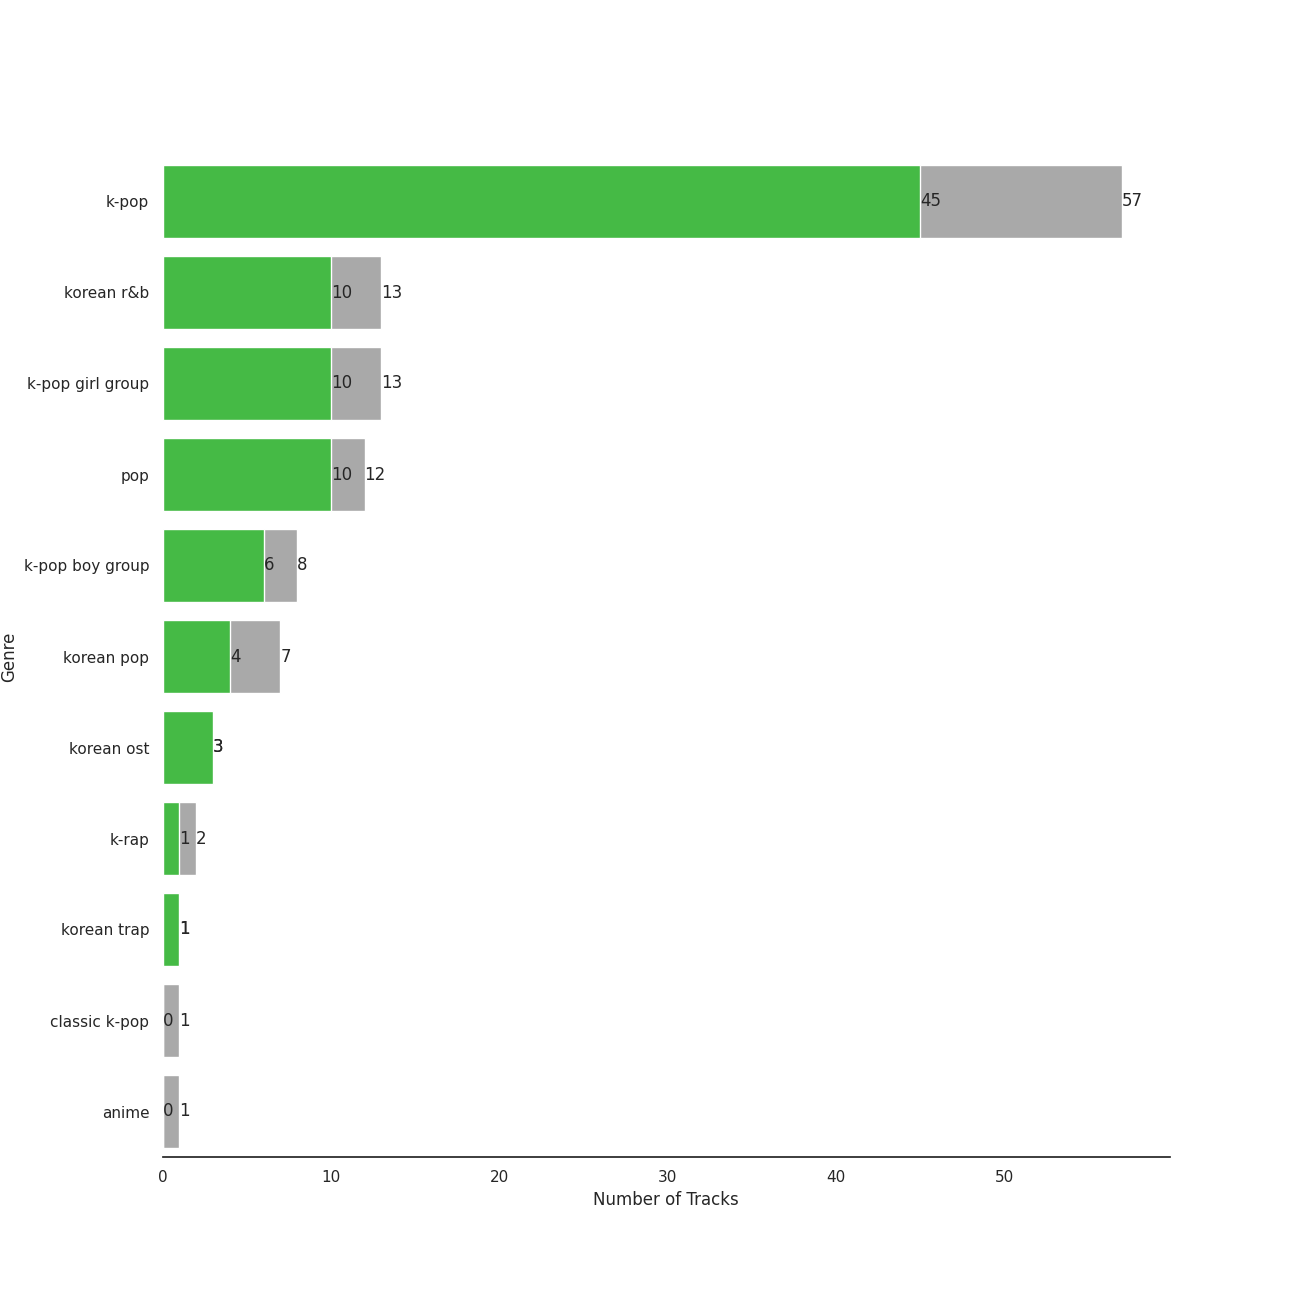 k-pop 45 57
korean r&b 10 13
k-pop girl group 10 13
pop 10 12
k-pop boy group 6 8
Genre
korean pop 4 7
korean ost 3
k-rap 1 2
korean trap 1
classic k-pop 0 1
anime 0 1
0 10 20 30 40 50
Number of Tracks